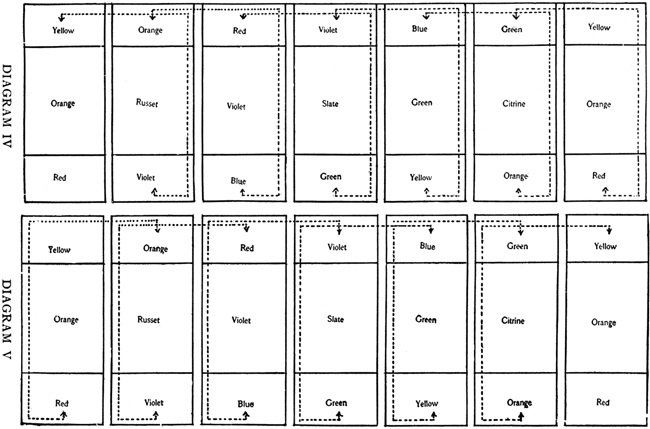 Yellow Orange Red Violet Blue Green Yellow
Orange Russet Violet Slate Green Citrine Orange
Red Violet Blue Green Yellow Orange Red
DIAGRAM IV
Yellow Orange Red Violet Blue Green Yellow
Orange Russet Violet Slate Green Citrine Orange
Red Violet Blue Green Yellow Orange Red
DIAGRAM V